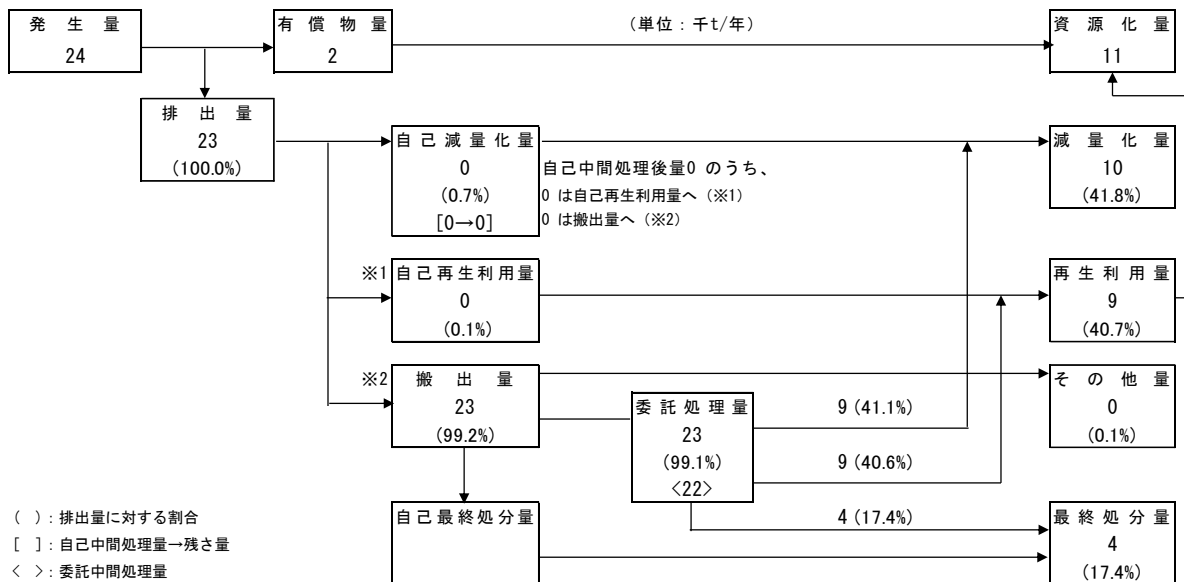 発生量
24
有償物量
2
(単位：千t/年)
資源化量
11
排出量
23
(100.0%)
自己減量化量
0
(0.7%)
[0→0]
自己中間処理後量0 のうち、
0 は自己再生利用量へ（※1）
0 は搬出量へ（※2）
減量化量
10
(41.8%)
※1
自己再生利用量
0
(0.1%)
再生利用量
9
(40.7%)
※2
搬出量
23
(99.2%)
委託処理量
23
(99.1%)
<22>
9 (41.1%)
9 (40.6%)
4 (17.4%)
その他量
0
(0.1%)
自己最終処分量
最終処分量
4
(17.4%)
( ) : 排出量に対する割合
[ ] : 自己中間処理量→残さ量
< > : 委託中間処理量